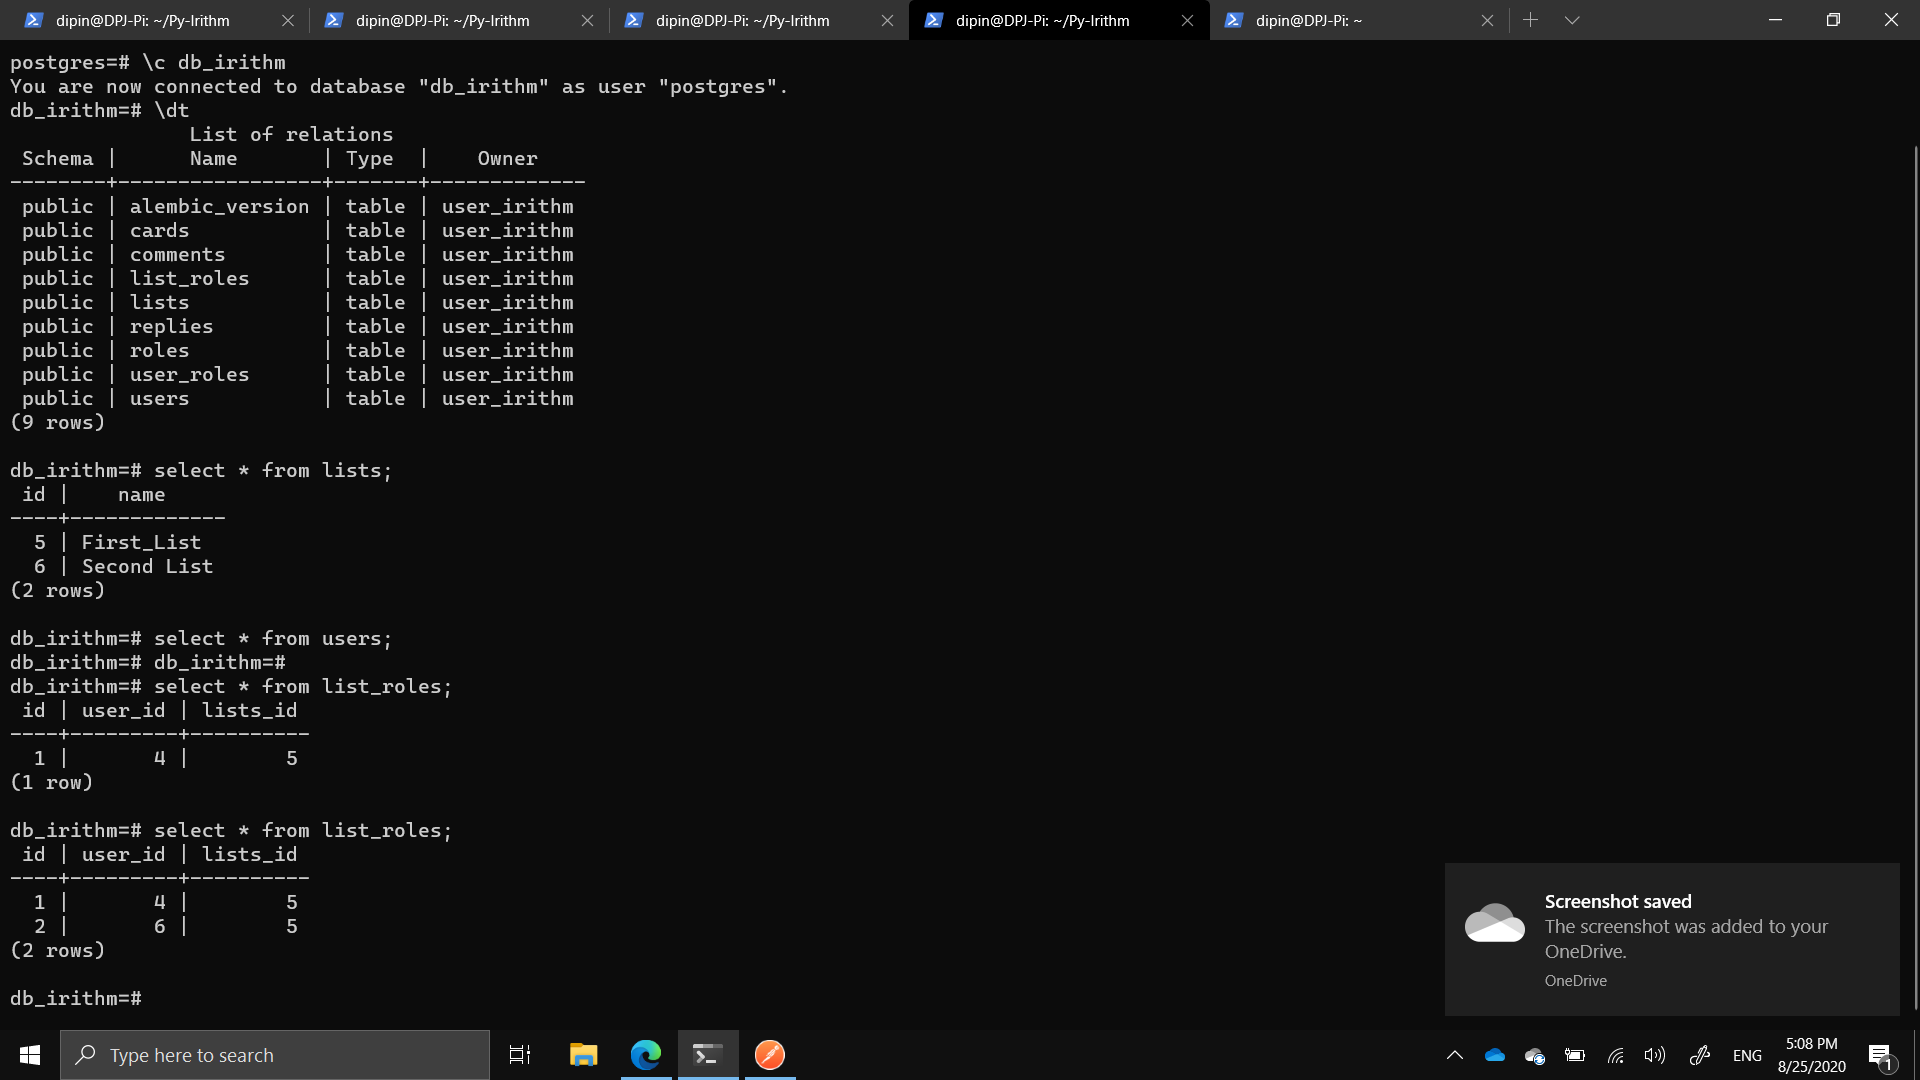 dipin@DPJ-Pi: ~/Py-Irithm
dipin@DPJ-Pi: ~/Py-Irithm
dipin@DPJ-Pi: ~/Py-Irithm
dipin@DPJ-Pi: ~/Py-Irithm
dipin@DPJ-Pi: ~
postgres=# \c db_irithm
You are now connected to database "db_irithm" as user "postgres".
db_irithm=# \dt
               List of relations
 Schema |      Name       | Type  |    Owner
--------+-----------------+-------+-------------
 public | alembic_version | table | user_irithm
 public | cards           | table | user_irithm
 public | comments        | table | user_irithm
 public | list_roles      | table | user_irithm
 public | lists           | table | user_irithm
 public | replies         | table | user_irithm
 public | roles           | table | user_irithm
 public | user_roles      | table | user_irithm
 public | users           | table | user_irithm
(9 rows)
db_irithm=# select * from lists;
 id |    name
----+-------------
  5 | First_List
  6 | Second List
(2 rows)
db_irithm=# select * from users;
db_irithm=# db_irithm=#
db_irithm=# select * from list_roles;
 id | user_id | lists_id
----+---------+----------
  1 |       4 |        5
(1 row)
db_irithm=# select * from list_roles;
 id | user_id | lists_id
----+---------+----------
  1 |       4 |        5
  2 |       6 |        5
(2 rows)
db_irithm=#
Screenshot saved
The screenshot was added to your
OneDrive.
OneDrive
Type here to search
ENG
5:08 PM
8/25/2020
1